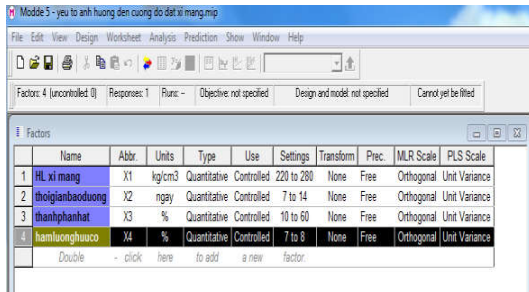 Modde 5 - yeu to anh huong den cuong do dat xi mang.mip
File Edit View Design Worksheet Analysis Prediction Show Window Help
Factors: 4 (uncontrolled: 0) Responses: 1 Runs: - Objective: not specified Design and model: not specified Cannot yet be fitted
Factors
Name Abbr. Units Type Use Settings Transform Prec. MLR Scale PLS Scale
1 HL xi mang X1 kg/cm3 Quantitative Controlled 220 to 280 None Free Orthogonal Unit Variance
2 thoigianbaoduong X2 ngay Quantitative Controlled 7 to 14 None Free Orthogonal Unit Variance
3 thanhphanhat X3 % Quantitative Controlled 10 to 60 None Free Orthogonal Unit Variance
4 hamluonghuuco X4 % Quantitative Controlled 7 to 8 None Free Orthogonal Unit Variance
Double - click here to add a new factor.